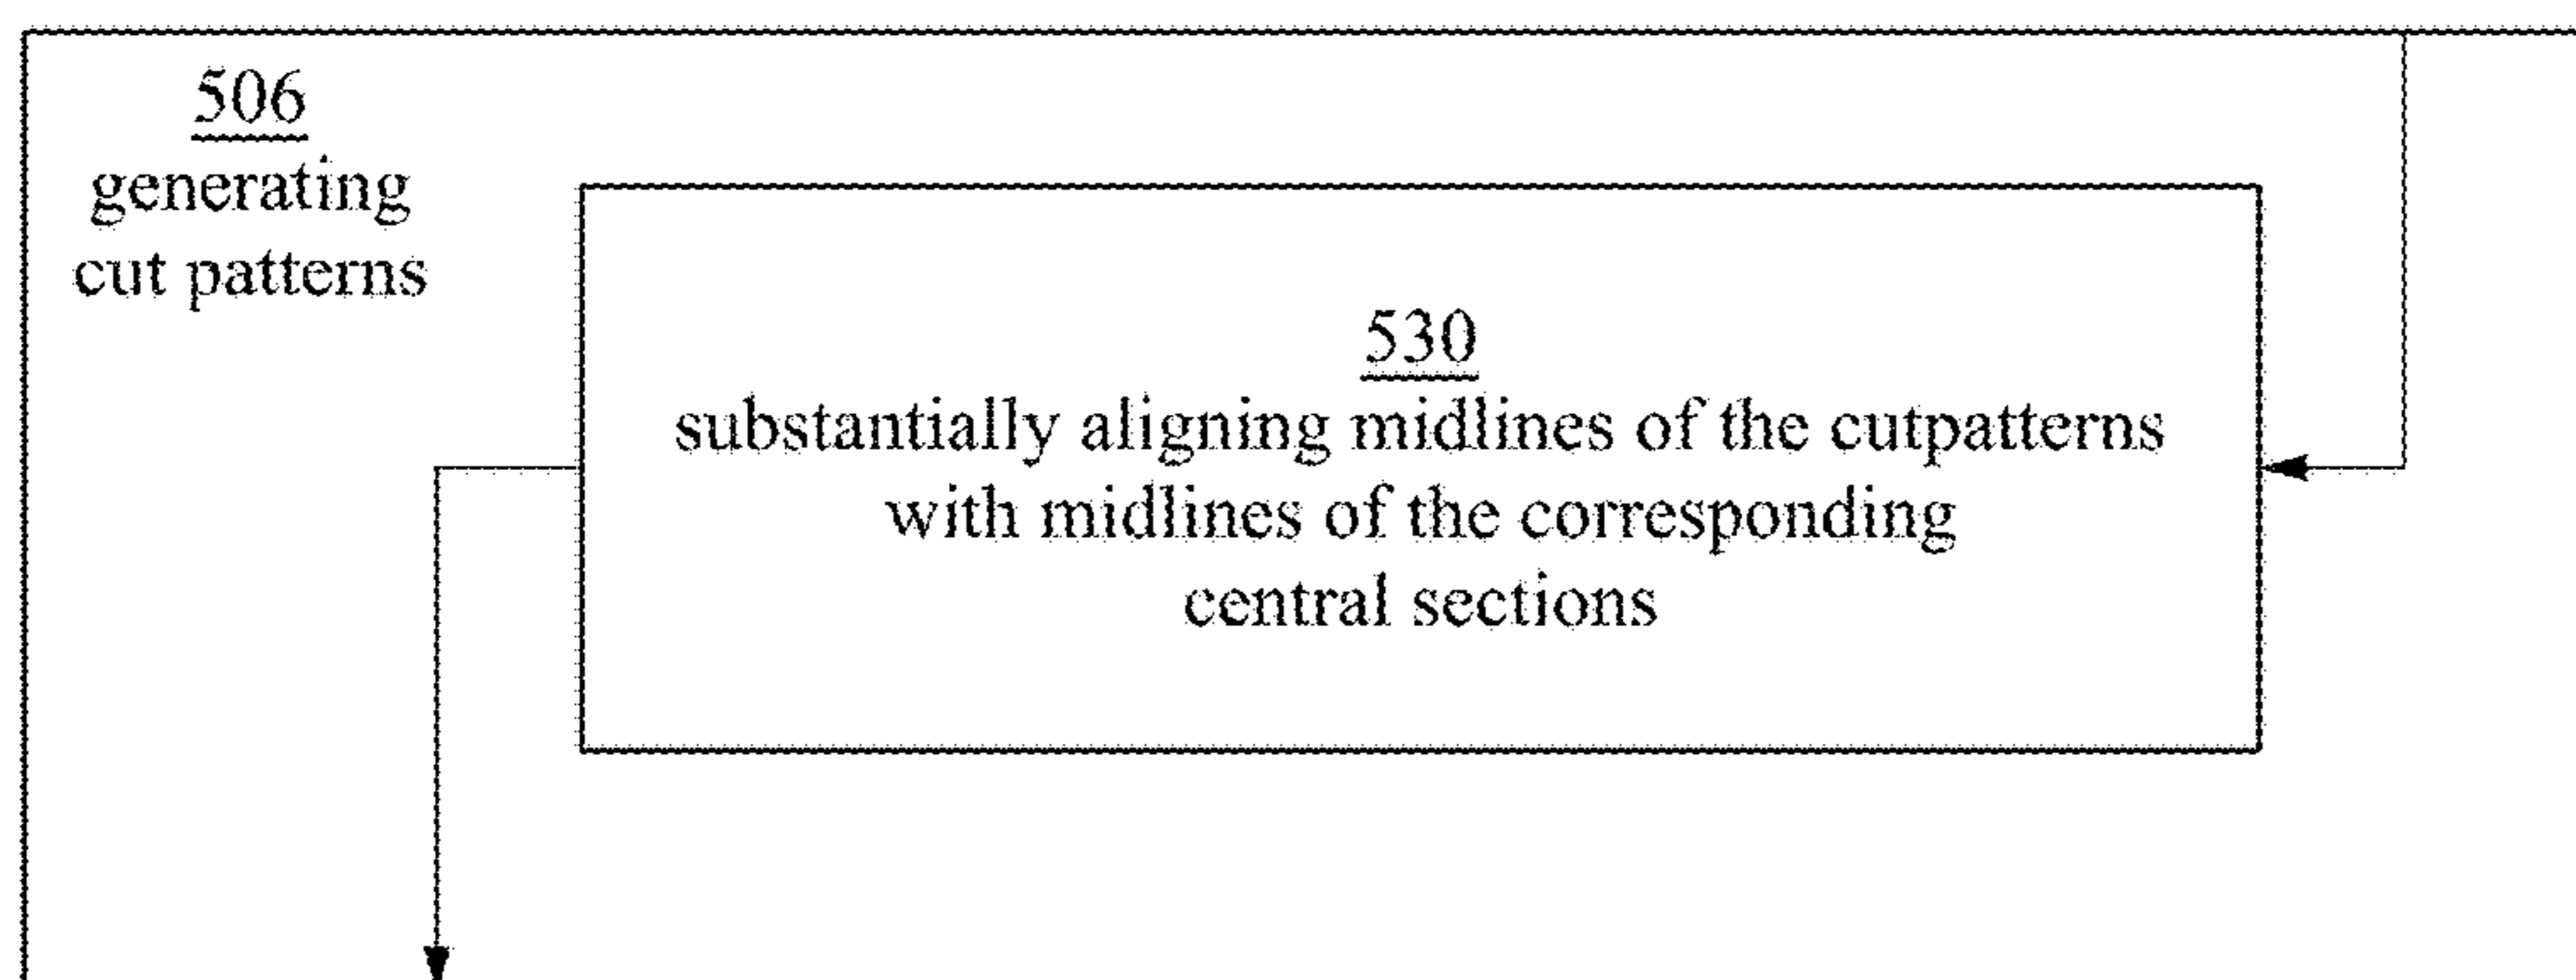 506
generating
cut patterns
530
substantially aligning midlines of the cutpatterns
with midlines of the corresponding
central sections